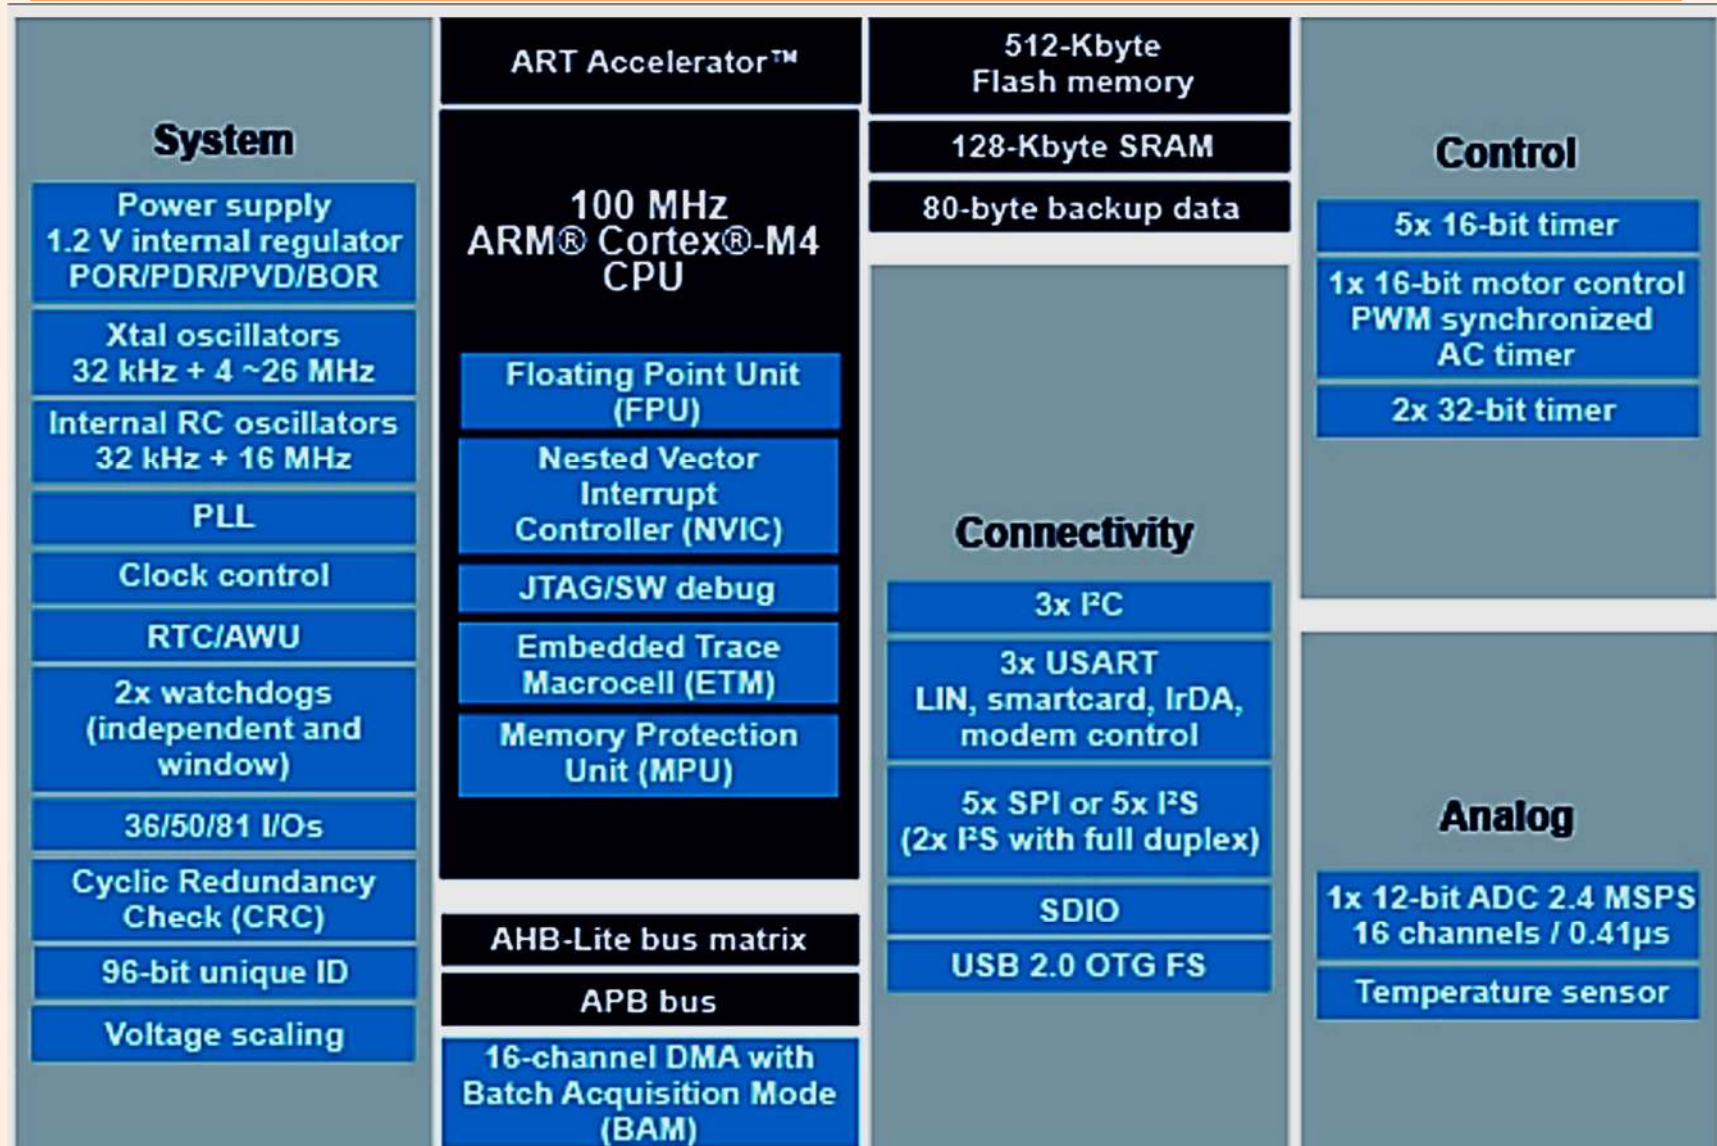 System
Power supply
1.2 V internal regulator
POR/PDR/PVD/BOR
Xtal oscillators
32 kHz + 4 ~26 MHz
Internal RC oscillators
32 kHz + 16 MHz
PLL
Clock control
RTC/AWU
2x watchdogs
(independent and
window)
36/50/81 I/Os
Cyclic Redundancy
Check (CRC)
96-bit unique ID
Voltage scaling
ART Accelerator™
100 MHz
ARM® Cortex®-M4
CPU
Floating Point Unit
(FPU)
Nested Vector
Interrupt
Controller (NVIC)
JTAG/SW debug
Embedded Trace
Macrocell (ETM)
Memory Protection
Unit (MPU)
AHB-Lite bus matrix
APB bus
16-channel DMA with
Batch Acquisition Mode
(BAM)
512-Kbyte
Flash memory
128-Kbyte SRAM
80-byte backup data
Connectivity
3x I²C
3x USART
LIN, smartcard, IrDA,
modem control
5x SPI or 5x I²S
(2x I²S with full duplex)
SDIO
USB 2.0 OTG FS
Control
5x 16-bit timer
1x 16-bit motor control
PWM synchronized
AC timer
2x 32-bit timer
Analog
1x 12-bit ADC 2.4 MSPS
16 channels / 0.41µs
Temperature sensor